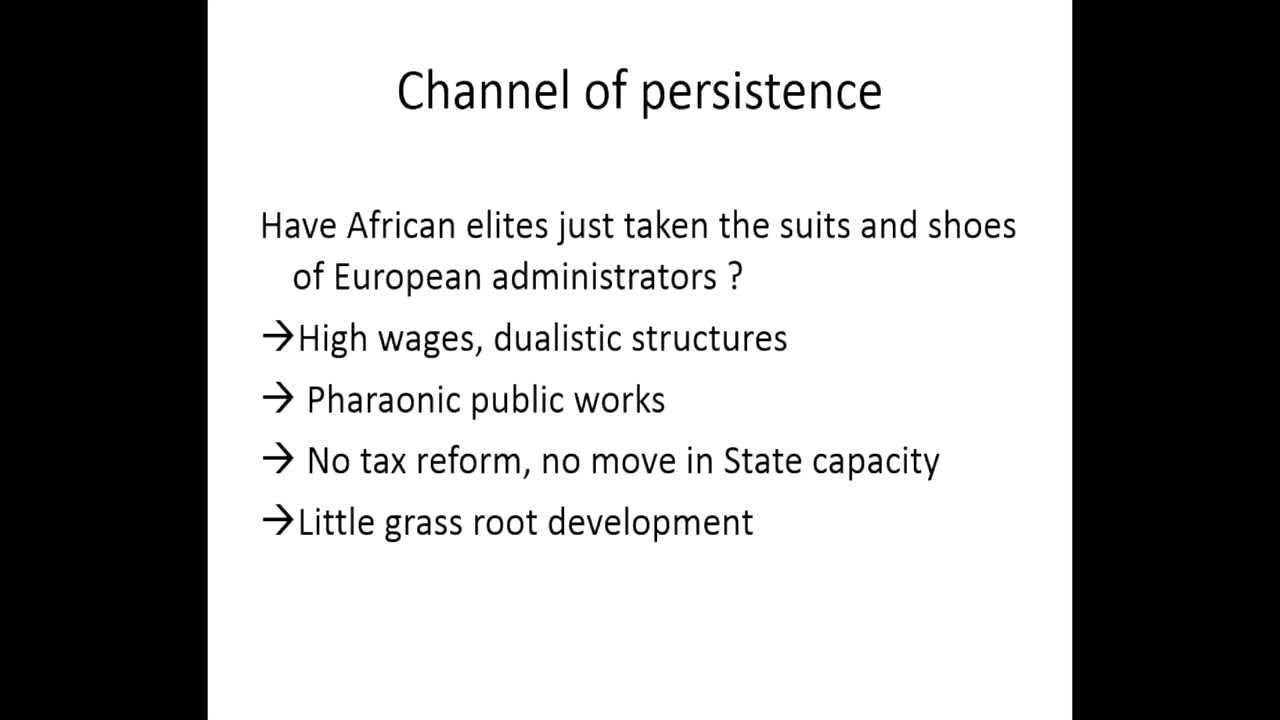 Channel of persistence
Have African elites just taken the suits and shoes
of European administrators ?
→High wages, dualistic structures
→ Pharaonic public works
→ No tax reform, no move in State capacity
→Little grass root development